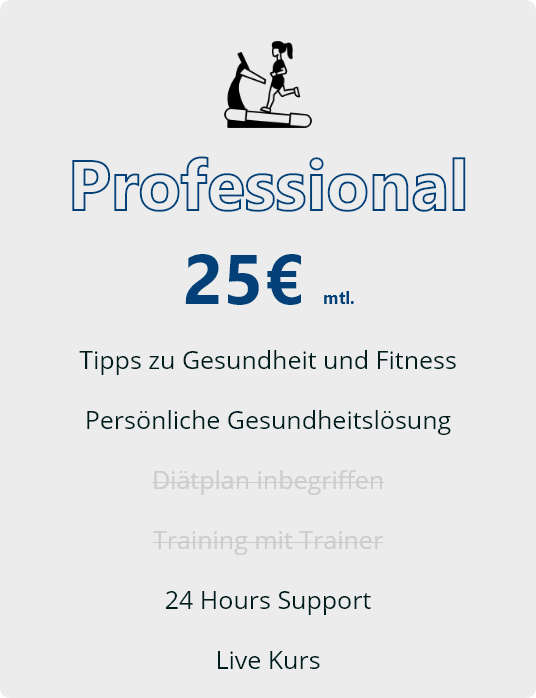 Professional
25€ mtl.
Tipps zu Gesundheit und Fitness
Persönliche Gesundheitslösung
Diätplan inbegriffen
Training mit Trainer
24 Hours Support
Live Kurs